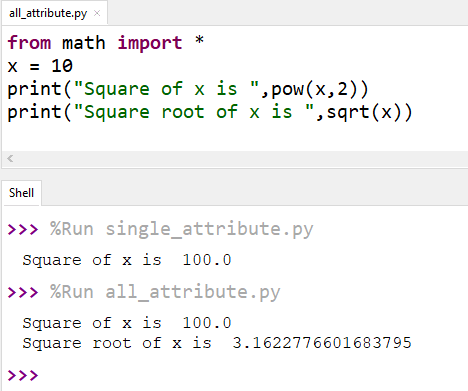 all_attribute.py ×
from math import *
x = 10
print("Square of x is ",pow(x,2))
print("Square root of x is ",sqrt(x))
<
Shell
>>> %Run single_attribute.py
Square of x is  100.0
>>> %Run all_attribute.py
Square of x is  100.0
Square root of x is  3.1622776601683795
>>>